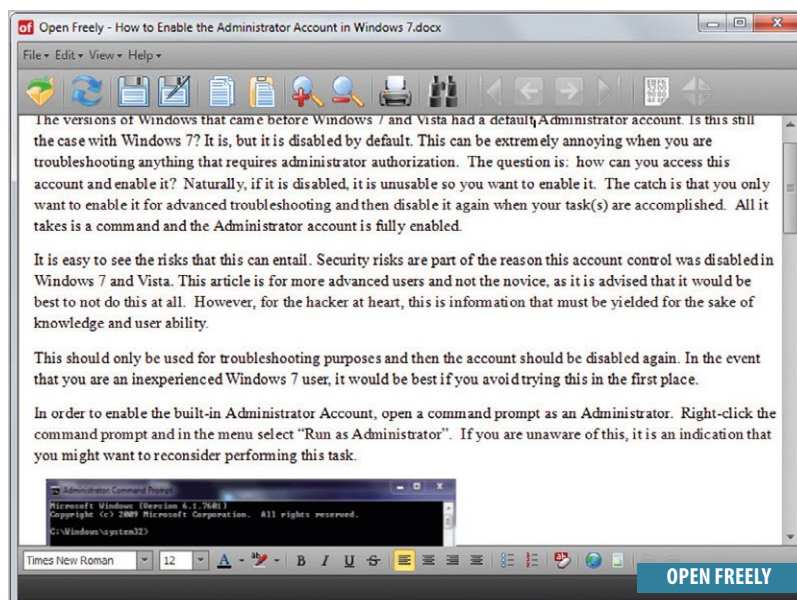 of Open Freely - How to Enable the Administrator Account in Windows 7.docx
File Edit View Help
The versions of Windows that came before Windows 7 and Vista had a default Administrator account. Is this still
the case with Windows 7? It is, but it is disabled by default. This can be extremely annoying when you are
troubleshooting anything that requires administrator authorization. The question is: how can you access this
account and enable it? Naturally, if it is disabled, it is unusable so you want to enable it. The catch is that you only
want to enable it for advanced troubleshooting and then disable it again when your task(s) are accomplished. All it
takes is a command and the Administrator account is fully enabled.
It is easy to see the risks that this can entail. Security risks are part of the reason this account control was disabled in
Windows 7 and Vista. This article is for more advanced users and not the novice, as it is advised that it would be
best to not do this at all. However, for the hacker at heart, this is information that must be yielded for the sake of
knowledge and user ability.
This should only be used for troubleshooting purposes and then the account should be disabled again. In the event
that you are an inexperienced Windows 7 user, it would be best if you avoid trying this in the first place.
In order to enable the built-in Administrator Account, open a command prompt as an Administrator. Right-click the
command prompt and in the menu select “Run as Administrator”. If you are unaware of this, it is an indication that
you might want to reconsider performing this task.
Administrator: Command Prompt
Microsoft Windows [Version 6.1.7601]
Copyright (c) 2009 Microsoft Corporation. All rights reserved.
C:\Windows\system32>
Times New Roman 12 A ab B I U S
OPEN FREELY